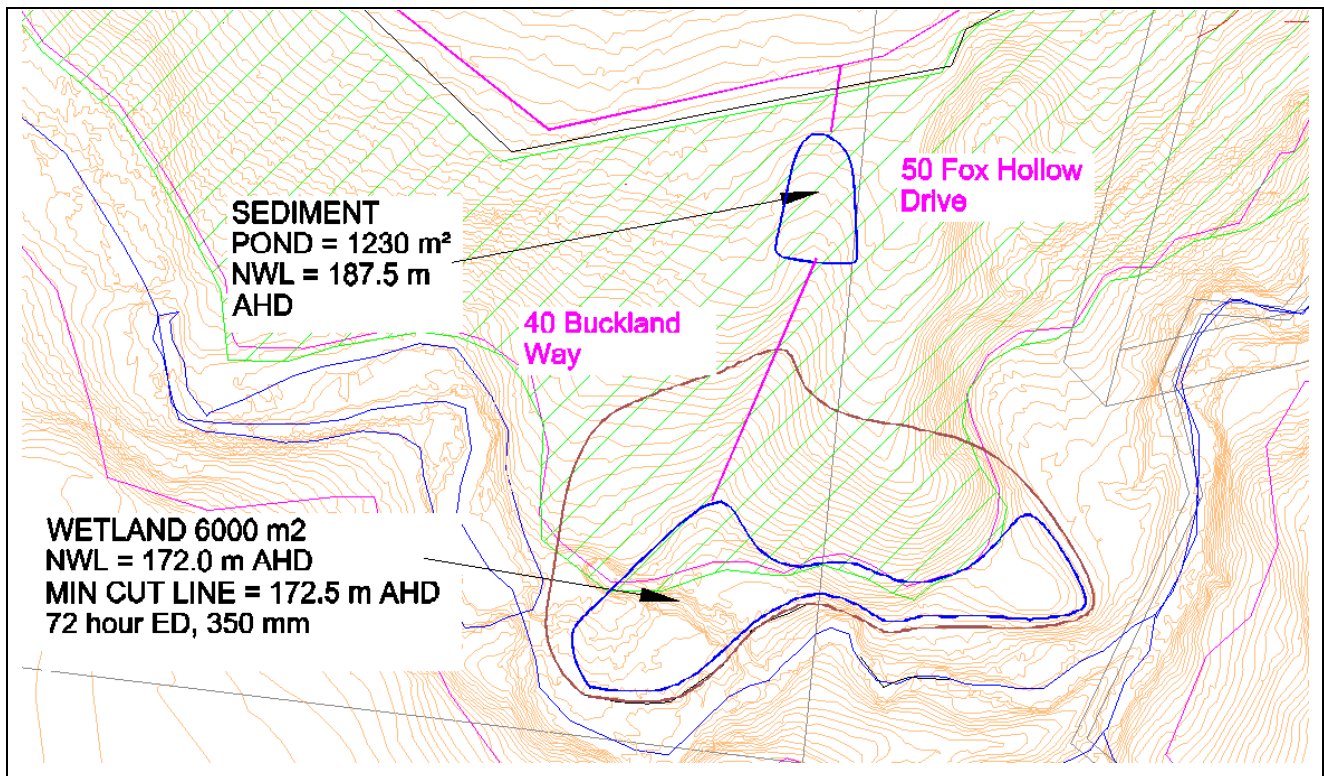 50 Fox Hollow
Drive
SEDIMENT
POND = 1230 m²
NWL = 187.5 m
AHD
40 Buckland
Way
WETLAND 6000 m2
NWL = 172.0 m AHD
MIN CUT LINE = 172.5 m AHD
72 hour ED, 350 mm